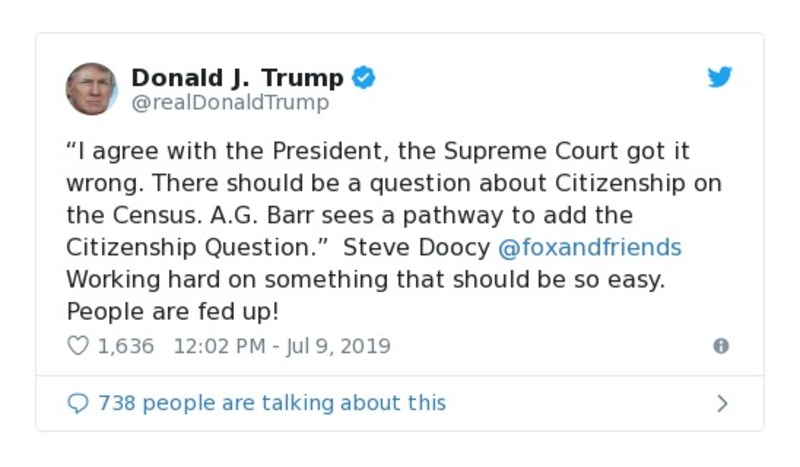 Donald J. Trump
@realDonaldTrump
“I agree with the President, the Supreme Court got it
wrong. There should be a question about Citizenship on
the Census. A.G. Barr sees a pathway to add the
Citizenship Question.”  Steve Doocy @foxandfriends
Working hard on something that should be so easy.
People are fed up!
1,636 12:02 PM - Jul 9, 2019
738 people are talking about this